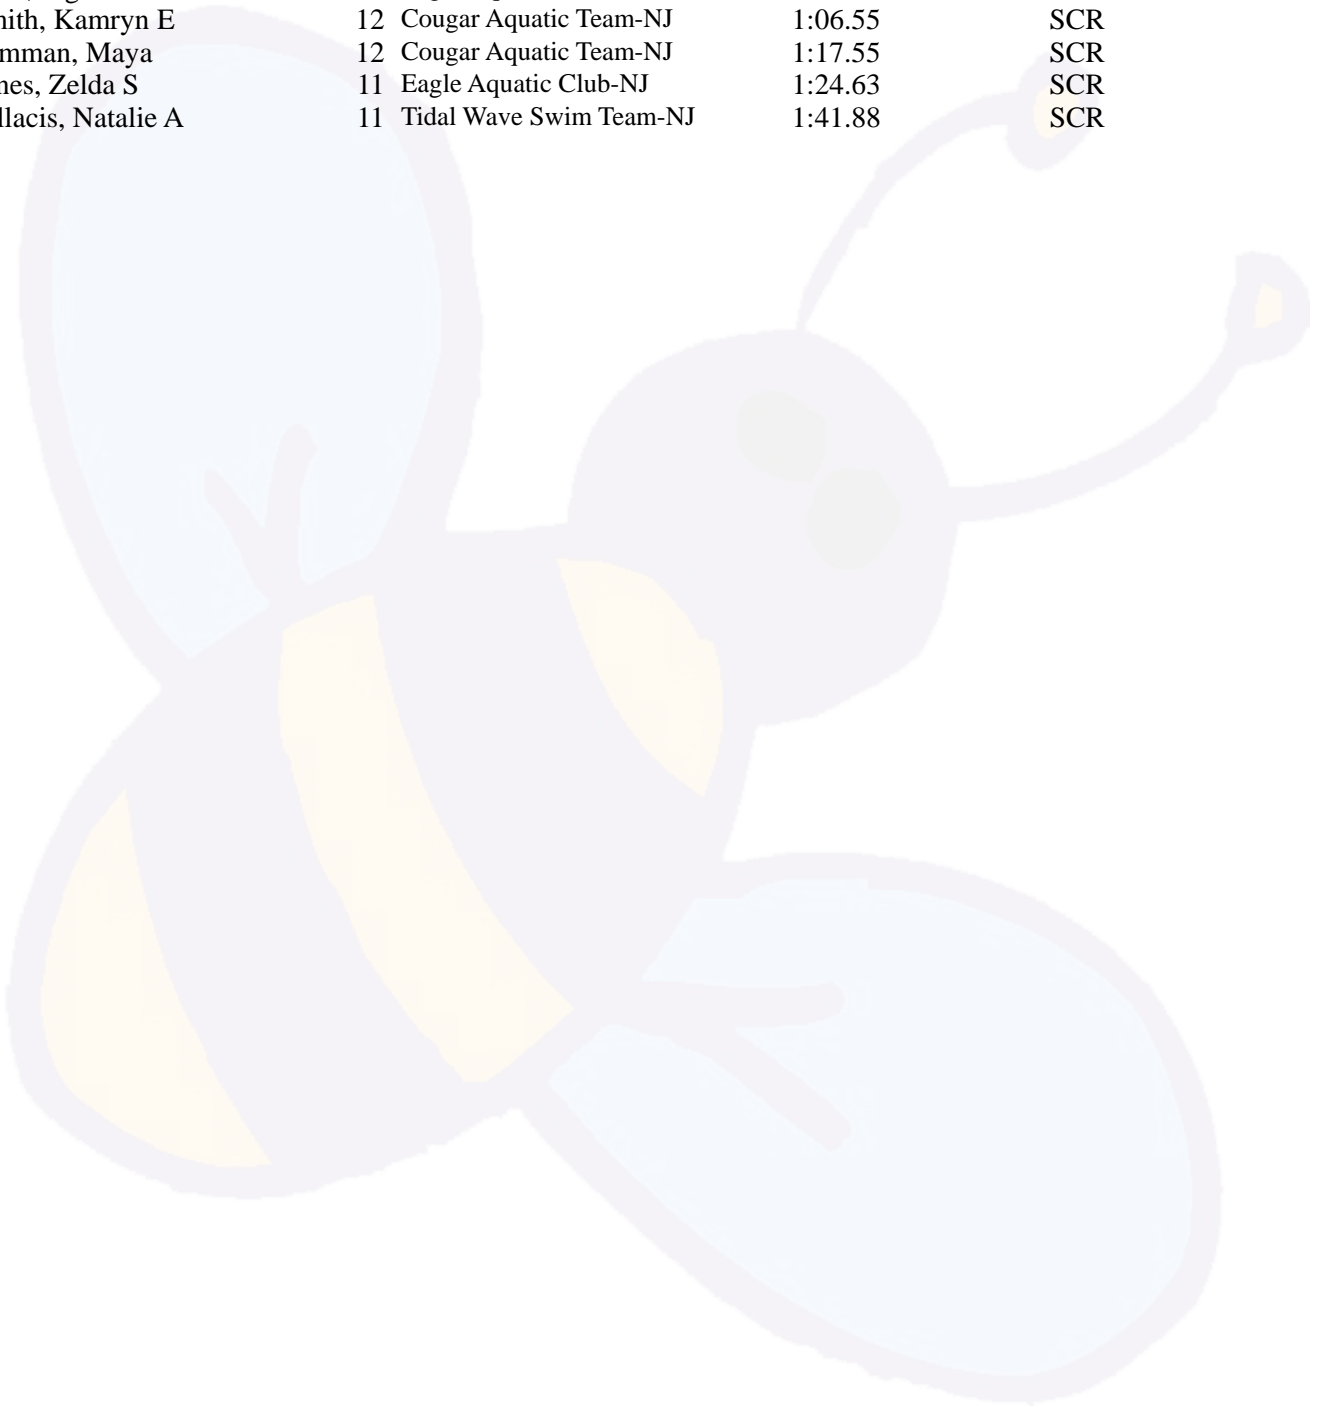 nith, Kamryn E 12 Cougar Aquatic Team-NJ 1:06.55 SCR
mman, Maya 12 Cougar Aquatic Team-NJ 1:17.55 SCR
nes, Zelda S 11 Eagle Aquatic Club-NJ 1:24.63 SCR
llacis, Natalie A 11 Tidal Wave Swim Team-NJ 1:41.88 SCR